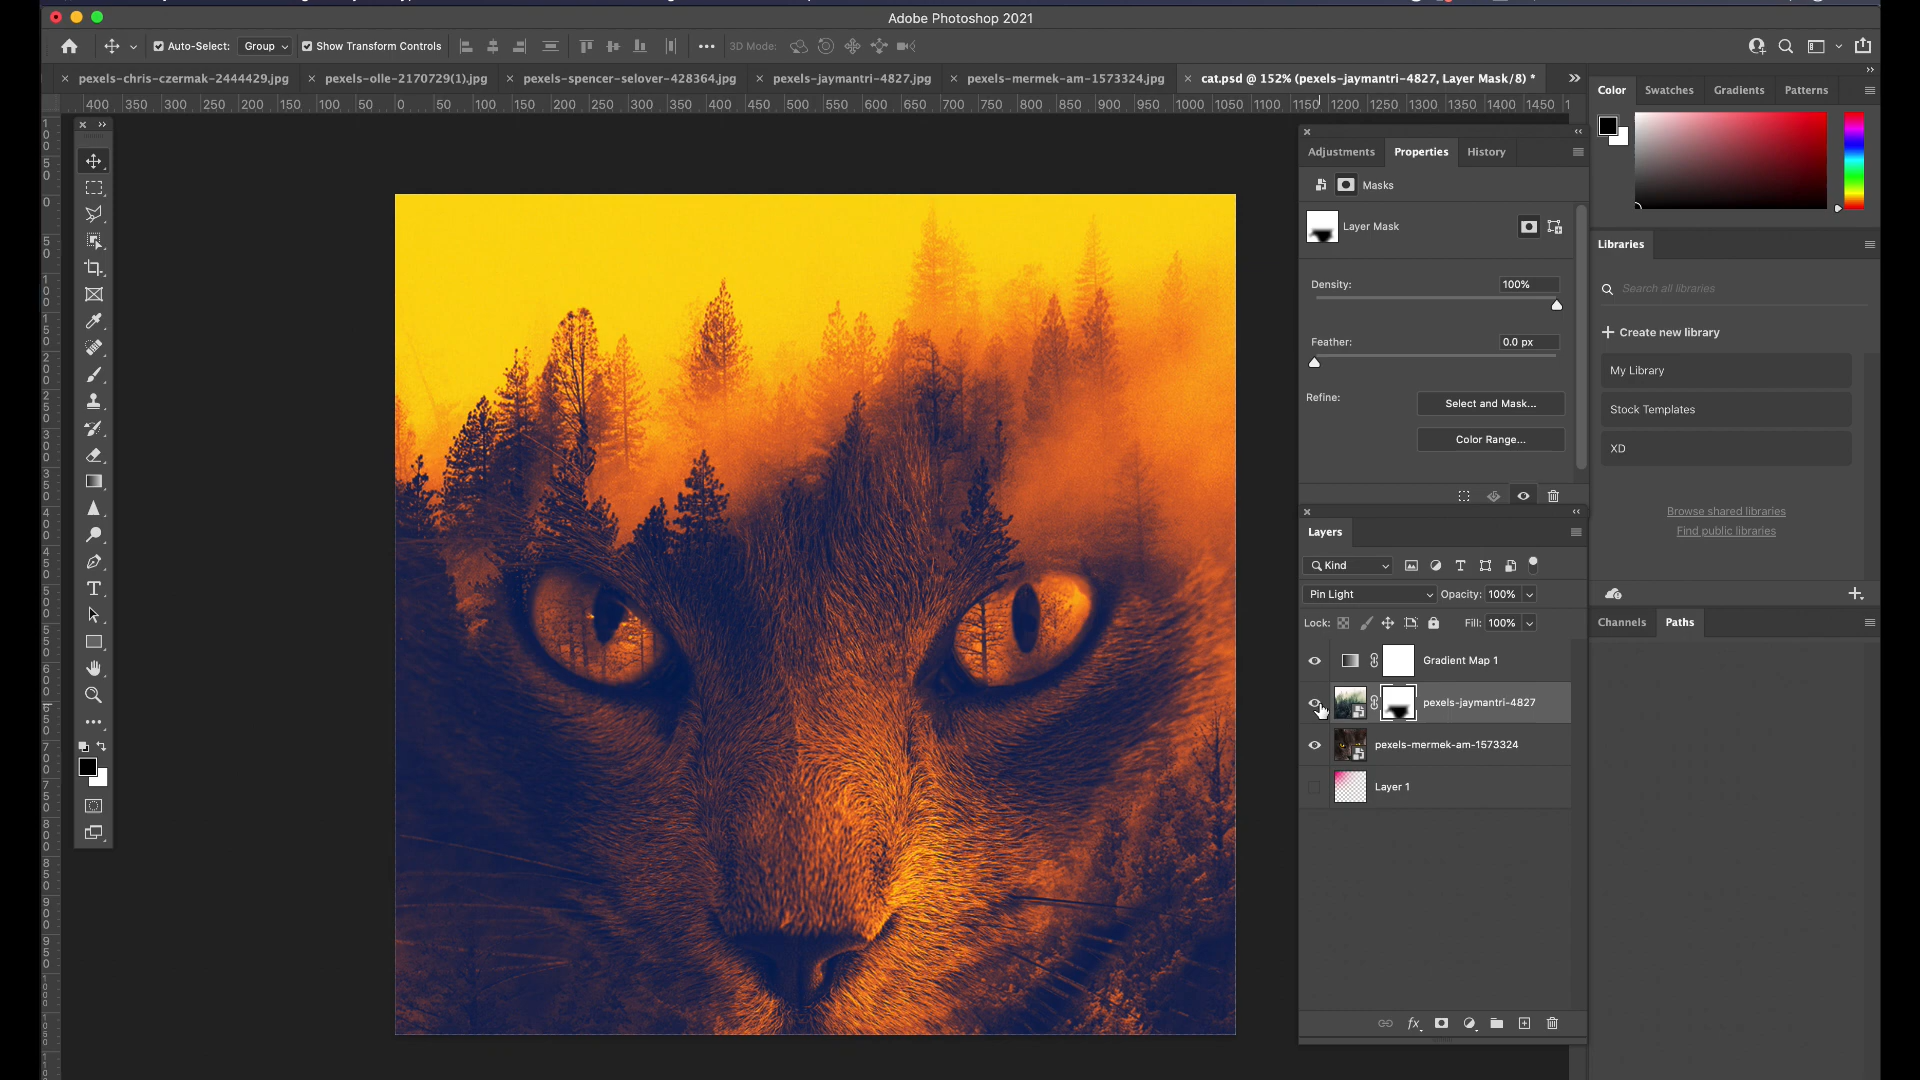 Adobe Photoshop 2021
Auto-Select: Group Show Transform Controls 3D Mode:
pexels-chris-czermak-2444429.jpg pexels-olle-2170729(1).jpg pexels-spencer-selover-428364.jpg pexels-jaymantri-4827.jpg pexels-mermek-am-1573324.jpg cat.psd @ 152% (pexels-jaymantri-4827, Layer Mask/8) *
400 350 300 250 200 150 100 50 0 50 100 150 200 250 300 350 400 450 500 550 600 650 700 750 800 850 900 950 1000 1050 1100 1150 1200 1250 1300 1350 1400 1450
Color Swatches Gradients Patterns
Adjustments Properties History
Masks
Layer Mask
Density: 100%
Feather: 0.0 px
Refine: Select and Mask...
Color Range...
Libraries
Search all libraries
Create new library
My Library
Stock Templates
XD
Browse shared libraries
Find public libraries
Layers
Kind
Pin Light Opacity: 100%
Lock: Fill: 100%
Gradient Map 1
pexels-jaymantri-4827
pexels-mermek-am-1573324
Layer 1
Channels Paths